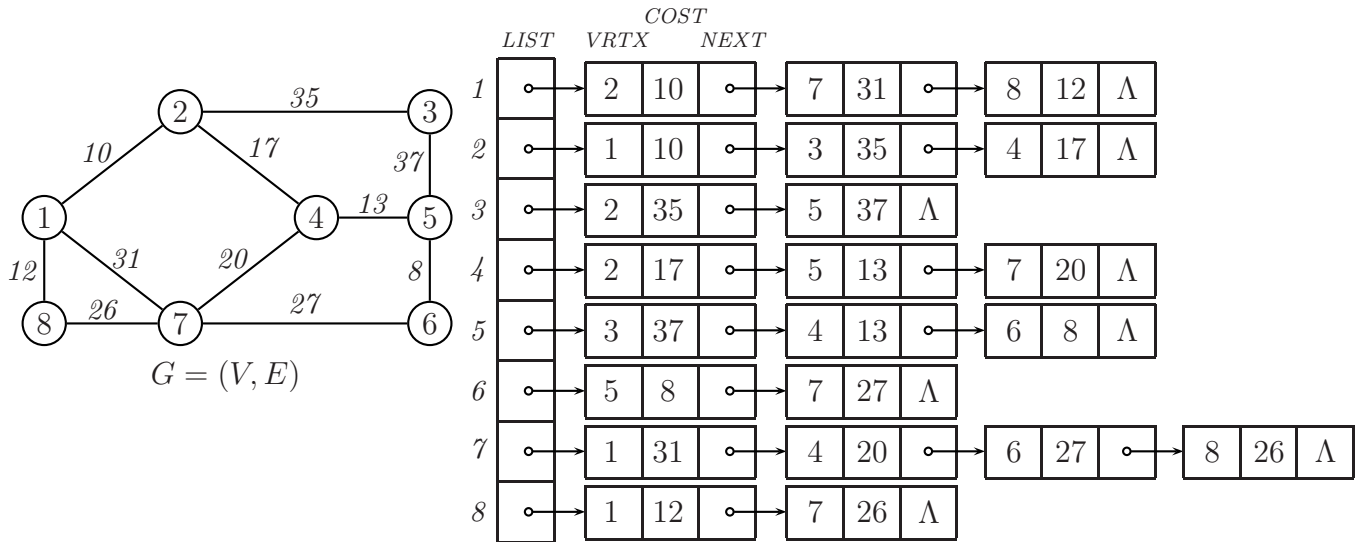 COST
LIST VRTX NEXT
1 2 10 7 31 8 12 Λ
2 1 10 3 35 4 17 Λ
3 2 35 5 37 Λ
4 2 17 5 13 7 20 Λ
5 3 37 4 13 6 8 Λ
6 5 8 7 27 Λ
7 1 31 4 20 6 27 8 26 Λ
8 1 12 7 26 Λ
35
2 3
10 17 37
1 4 13 5
12 31 20 8
26 27
8 7 6
G = (V, E)